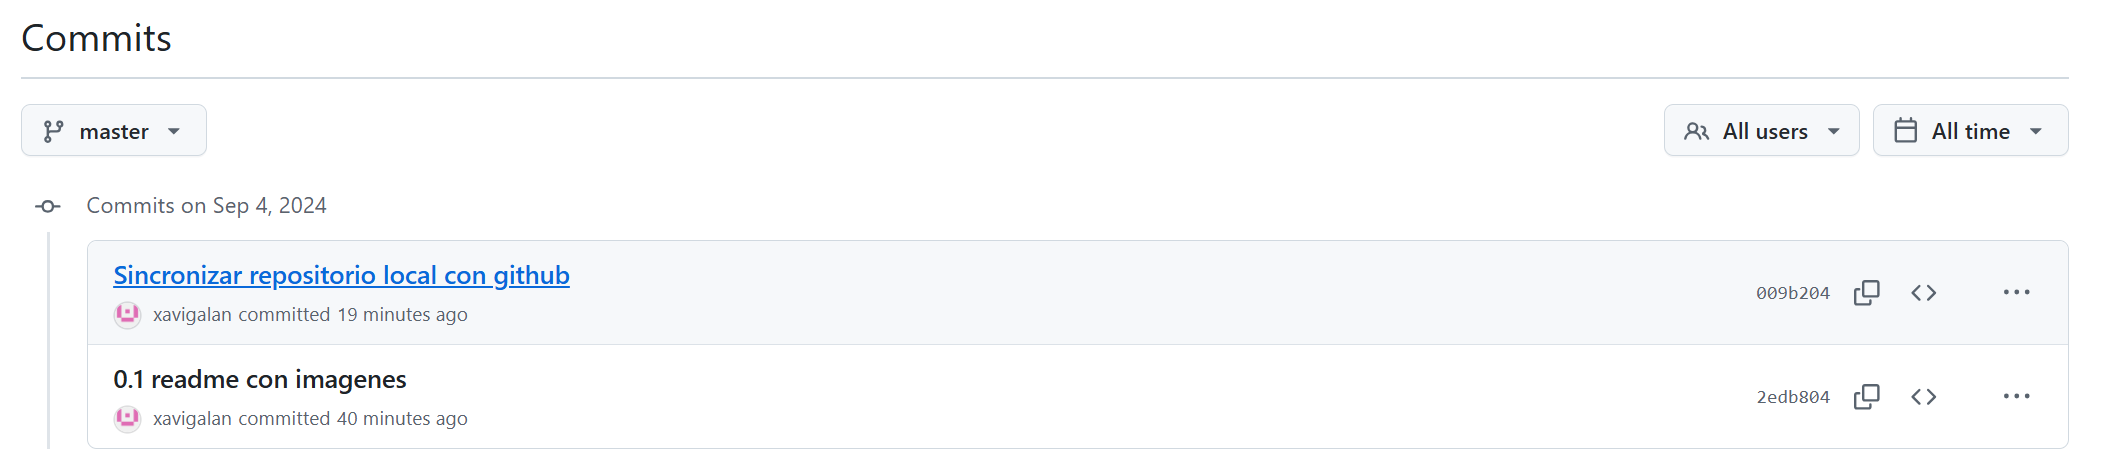 Commits
master
All users
All time
Commits on Sep 4, 2024
Sincronizar repositorio local con github
009b204
xavigalan committed 19 minutes ago
0.1 readme con imagenes
2edb804
xavigalan committed 40 minutes ago